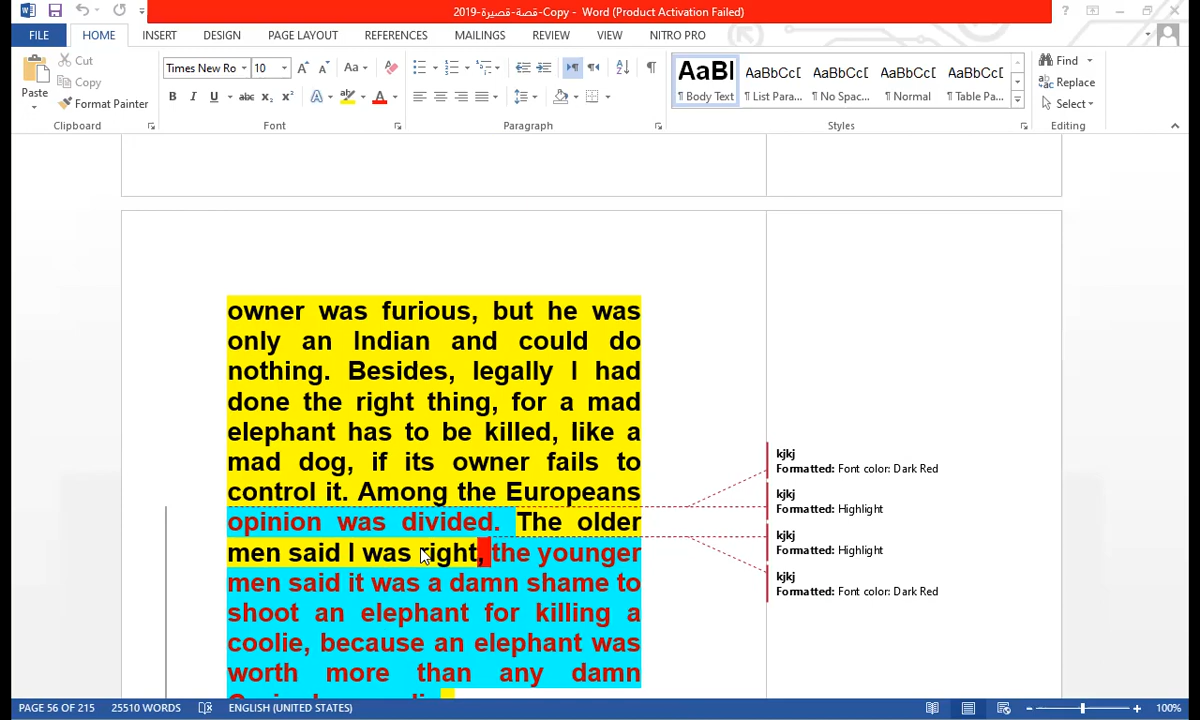 2019-قصة-قصيرة-Copy - Word (Product Activation Failed)
FILE HOME INSERT DESIGN PAGE LAYOUT REFERENCES MAILINGS REVIEW VIEW NITRO PRO
Paste
Cut
Copy
Format Painter
Clipboard
Times New Ro 10
Font
Paragraph
AaBl AaBbCcI AaBbCcI AaBbCcI AaBbCcI
¶ Body Text ¶ List Para... ¶ No Spac... ¶ Normal ¶ Table Pa...
Styles
Find
Replace
Select
Editing
owner was furious, but he was
only an Indian and could do
nothing. Besides, legally I had
done the right thing, for a mad
elephant has to be killed, like a
mad dog, if its owner fails to
control it. Among the Europeans
opinion was divided. The older
men said I was right, the younger
men said it was a damn shame to
shoot an elephant for killing a
coolie, because an elephant was
worth more than any damn
kjkj
Formatted: Font color: Dark Red
kjkj
Formatted: Highlight
kjkj
Formatted: Highlight
kjkj
Formatted: Font color: Dark Red
PAGE 56 OF 215 25510 WORDS ENGLISH (UNITED STATES) 100%